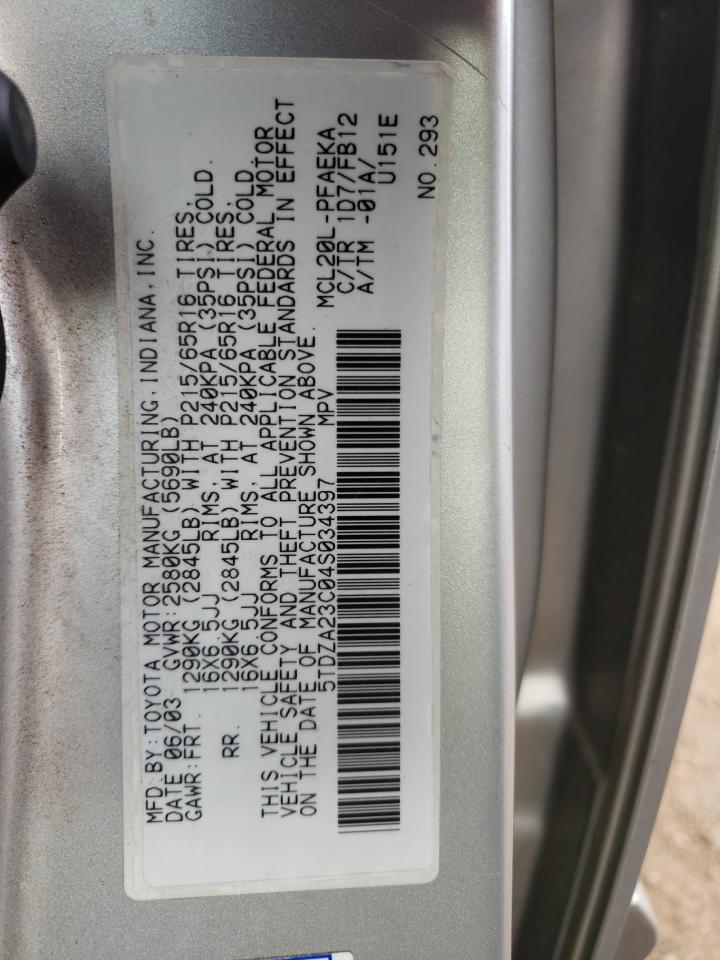 MFD.BY:TOYOTA MOTOR MANUFACTURING,INDIANA,INC.
DATE 06/03 GVWR:2580KG (5690LB)
GAWR:FRT. 1290KG (2845LB) WITH P215/65R16 TIRES,
16X6.5JJ RIMS, AT 240KPA (35PSI) COLD.
RR. 1290KG (2845LB) WITH P215/65R16 TIRES,
16X6.5JJ RIMS, AT 240KPA (35PSI) COLD.
THIS VEHICLE CONFORMS TO ALL APPLICABLE FEDERAL MOTOR
VEHICLE SAFETY AND THEFT PREVENTION STANDARDS IN EFFECT
ON THE DATE OF MANUFACTURE SHOWN ABOVE.
5TDZA23C04S034397 MPV
MCL20L-PFAEKA
C/TR 1D7/FB12
A/TM -01A/
U151E
NO.293